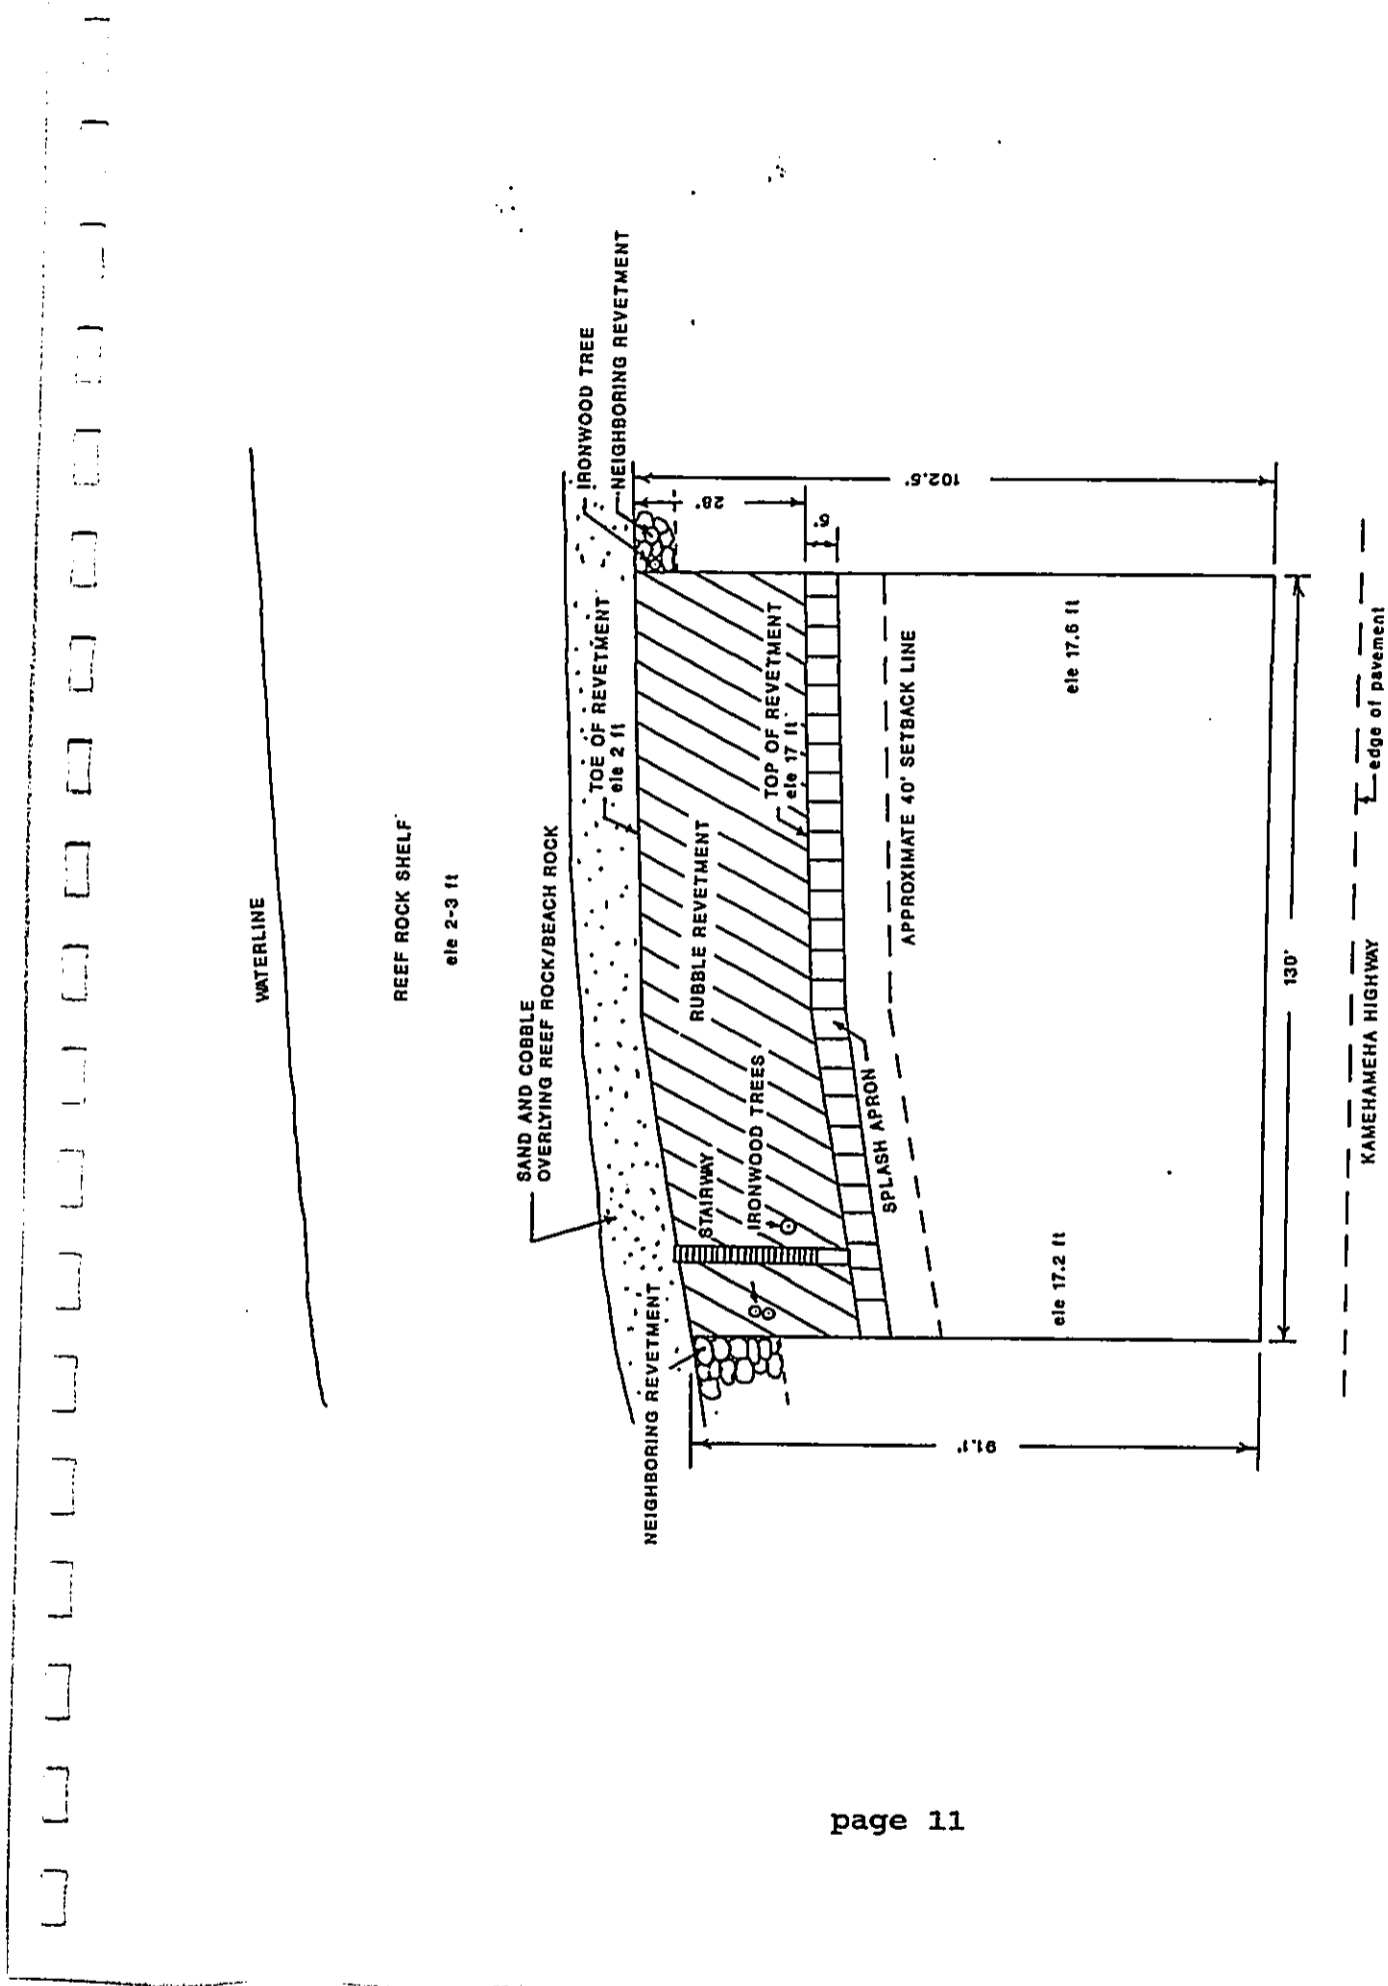 WATERLINE
REEF ROCK SHELF
ele 2-3 ft
SAND AND COBBLE
OVERLYING REEF ROCK/BEACH ROCK
IRONWOOD TREE
NEIGHBORING REVETMENT
TOE OF REVETMENT
ele 2 ft
28'
102.5'
NEIGHBORING REVETMENT
RUBBLE REVETMENT
STAIRWAY
IRONWOOD TREES
TOP OF REVETMENT
ele 17 ft
6'
SPLASH APRON
APPROXIMATE 40' SETBACK LINE
91.1'
ele 17.2 ft
ele 17.6 ft
130'
KAMEHAMEHA HIGHWAY
edge of pavement
page 11